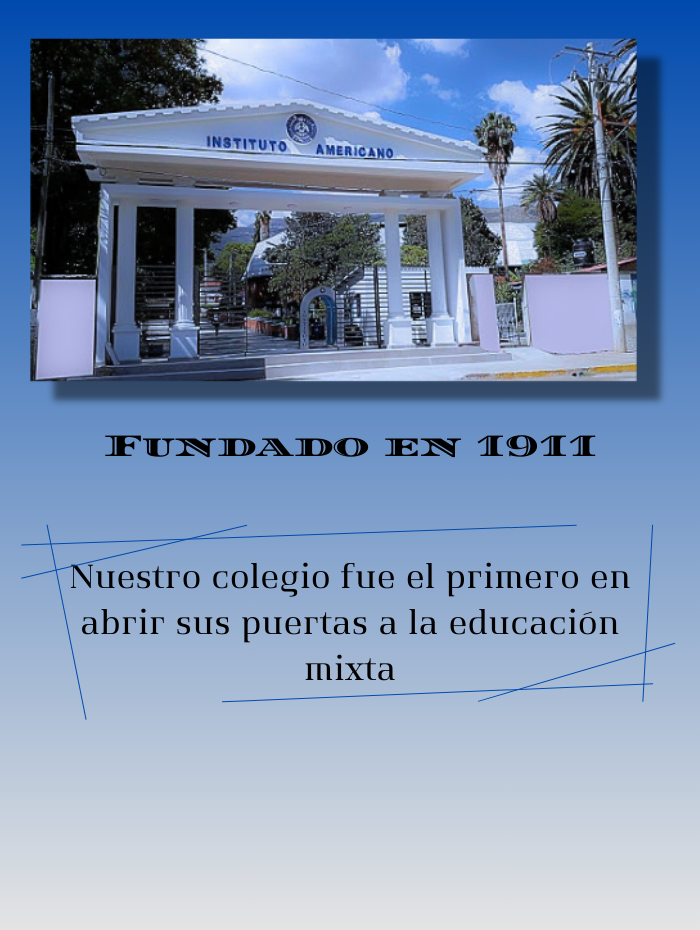 INSTITUTO AMERICANO
Fundado en 1911
Nuestro colegio fue el primero en
abrir sus puertas a la educación
mixta